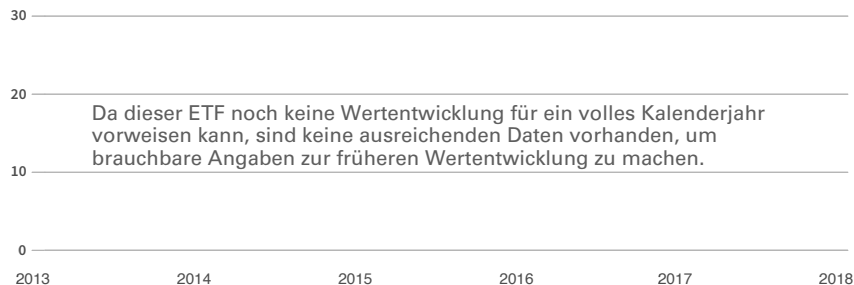 30
20
Da dieser ETF noch keine Wertentwicklung für ein volles Kalenderjahr
vorweisen kann, sind keine ausreichenden Daten vorhanden, um
brauchbare Angaben zur früheren Wertentwicklung zu machen.
10
0
2013 2014 2015 2016 2017 2018